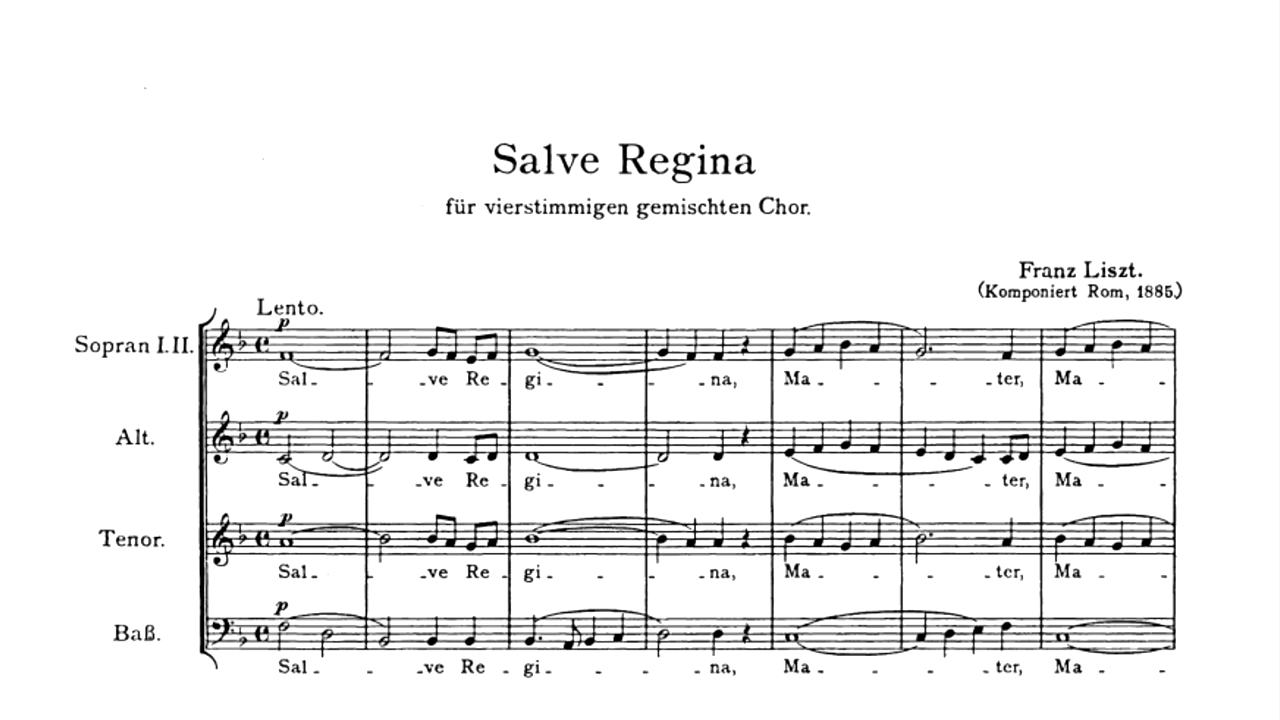 Salve Regina
für vierstimmigen gemischten Chor.
Franz Liszt.
(Komponiert Rom, 1885.)
Lento.
p
Sopran I.II.
Sal - - ve Re - gi - - - na, Ma - - - - ter, Ma - -
p
Alt.
Sal - - ve Re - gi - - - na, Ma - - - - ter, Ma - -
p
Tenor.
Sal - - ve Re - gi - - - na, Ma - - - - ter, Ma - -
p
Baß.
Sal - - ve Re - gi - - - na, Ma - - - - ter, Ma - -